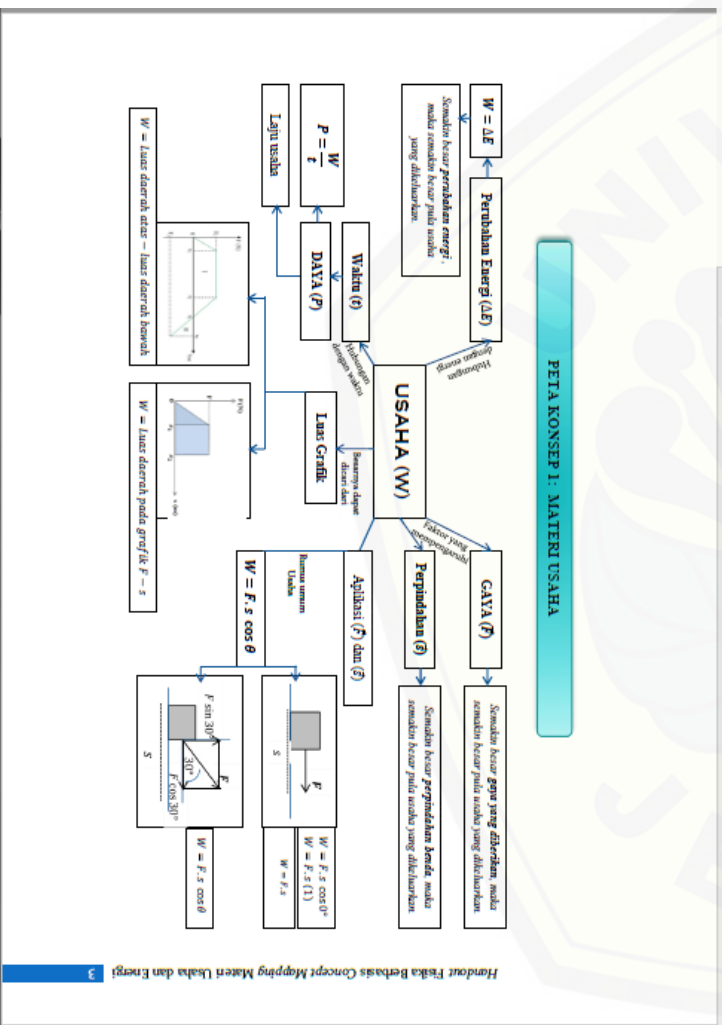 PETA KONSEP 1: MATERI USAHA
W = ΔE
Perubahan Energi (ΔE)
Semakin besar perubahan energi,
maka semakin besar pula usaha
yang dikeluarkan.
Hubungan
dengan energi
USAHA (W)
Faktor yang
mempengaruhi
GAYA (F⃗)
Semakin besar gaya yang diberikan, maka
semakin besar pula usaha yang dikeluarkan.
Perpindahan (s⃗)
Semakin besar perpindahan benda, maka
semakin besar pula usaha yang dikeluarkan.
Hubungan
dengan waktu
Waktu (t)
DAYA (P)
P = W/t
Laju usaha
Besarnya dapat
dicari dari
Luas Grafik
W = Luas daerah atas − luas daerah bawah
W = Luas daerah pada grafik F − s
Aplikasi (F⃗) dan (s⃗)
Rumus umum
Usaha
W = F.s cos θ
F
s
W = F.s cos 0°
W = F.s (1)
W = F.s
F sin 30°
F
30°
F cos 30°
s
W = F.s cos θ
Handout Fisika Berbasis Concept Mapping Materi Usaha dan Energi
3